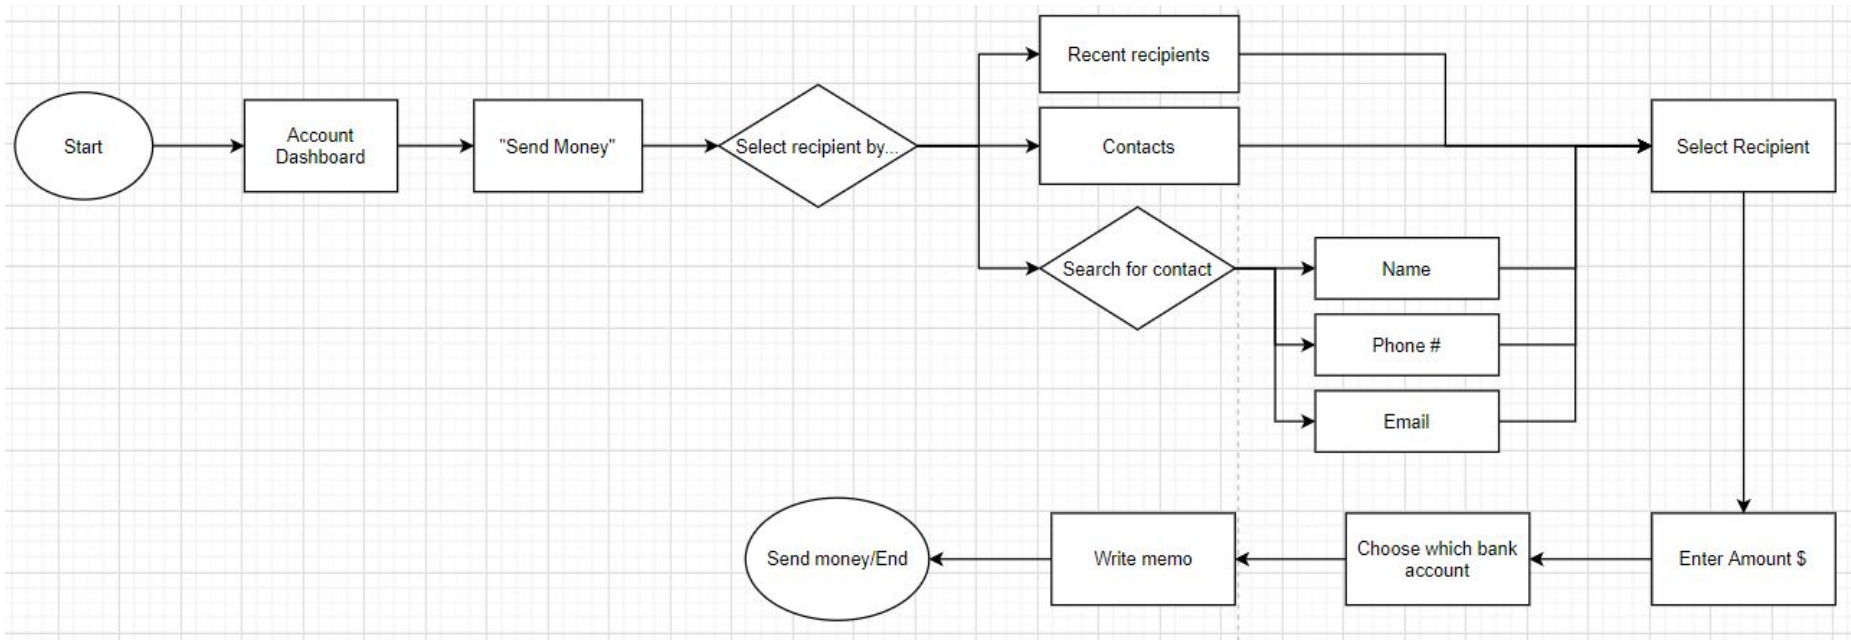 Start
Account
Dashboard
"Send Money"
Select recipient by...
Recent recipients
Contacts
Search for contact
Name
Phone #
Email
Select Recipient
Enter Amount $
Choose which bank
account
Write memo
Send money/End